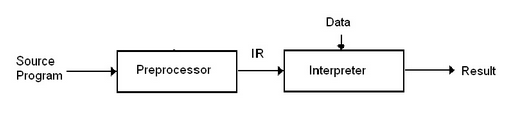 Data
Source
Program
Preprocessor
IR
Interpreter
Result